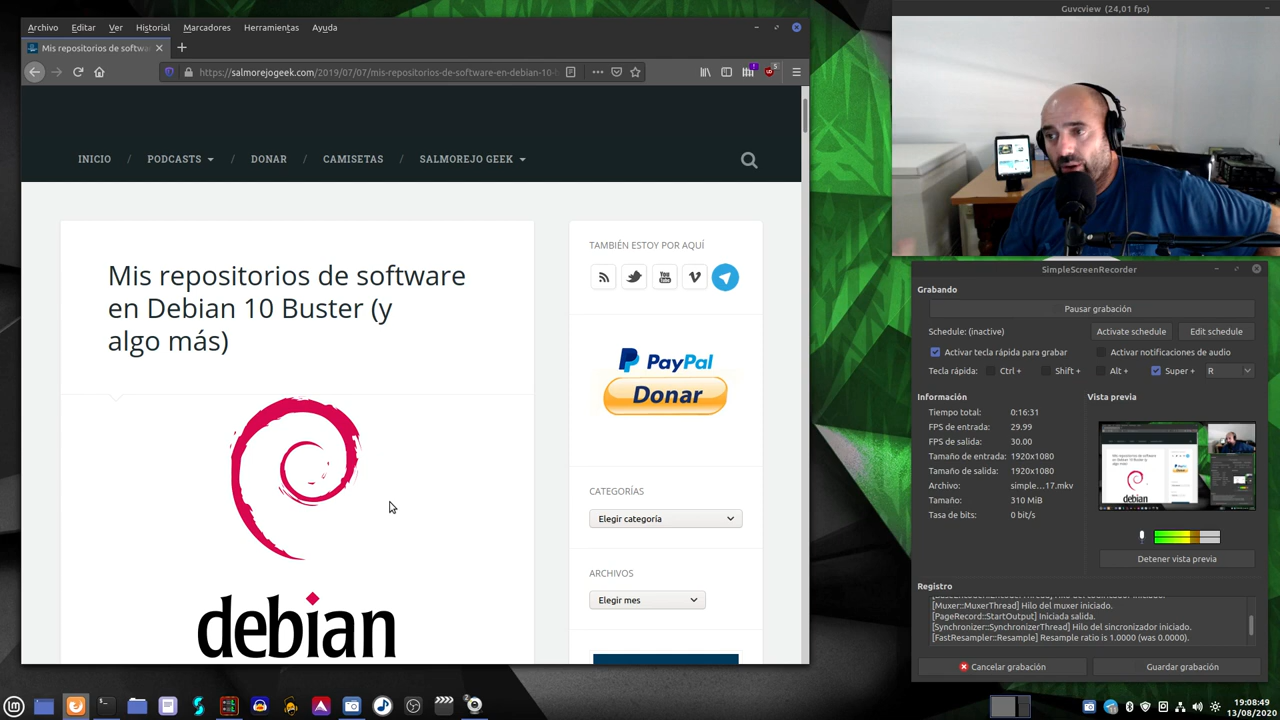 Archivo Editar Ver Historial Marcadores Herramientas Ayuda
Mis repositorios de softwa
https://salmorejogeek.com/2019/07/07/mis-repositorios-de-software-en-debian-10-
INICIO / PODCASTS / DONAR / CAMISETAS / SALMOREJO GEEK
Mis repositorios de software
en Debian 10 Buster (y
algo más)
debian
TAMBIÉN ESTOY POR AQUÍ
You
Tube
PayPal
Donar
CATEGORÍAS
Elegir categoría
ARCHIVOS
Elegir mes
Guvcview (24,01 fps)
SimpleScreenRecorder
Grabando
Pausar grabación
Schedule: (inactive) Activate schedule Edit schedule
Activar tecla rápida para grabar Activar notificaciones de audio
Tecla rápida: Ctrl + Shift + Alt + Super + R
Información
Tiempo total: 0:16:31
FPS de entrada: 29.99
FPS de salida: 30.00
Tamaño de entrada: 1920x1080
Tamaño de salida: 1920x1080
Archivo: simple...17.mkv
Tamaño: 310 MiB
Tasa de bits: 0 bit/s
Vista previa
Detener vista previa
Registro
[Muxer::MuxerThread] Hilo del muxer iniciado.
[PageRecord::StartOutput] Iniciada salida.
[Synchronizer::SynchronizerThread] Hilo del sincronizador iniciado.
[FastResampler::Resample] Resample ratio is 1.0000 (was 0.0000).
Cancelar grabación Guardar grabación
19:08:49
13/08/2020